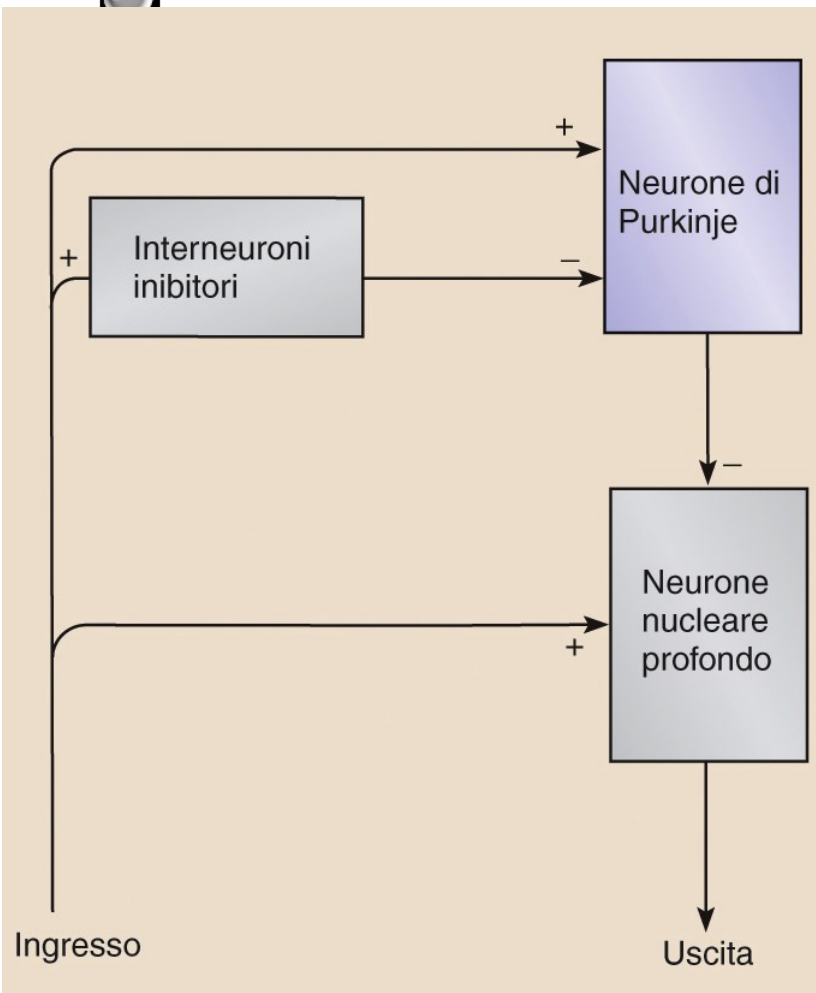 +
Neurone di
Purkinje
+
Interneuroni
inibitori
–
–
Neurone
nucleare
profondo
+
Ingresso
Uscita